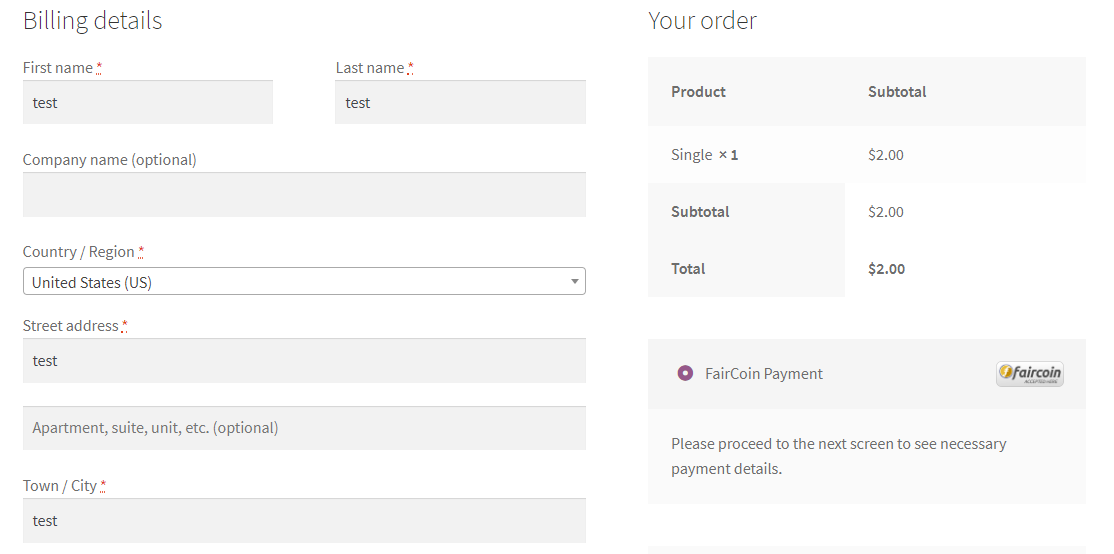 Billing details
First name *
test
Last name *
test
Company name (optional)
Country / Region *
United States (US)
Street address *
test
Apartment, suite, unit, etc. (optional)
Town / City *
test
Your order
Product Subtotal
Single × 1 $2.00
Subtotal $2.00
Total $2.00
FairCoin Payment
faircoin
ACCEPTED HERE
Please proceed to the next screen to see necessary
payment details.